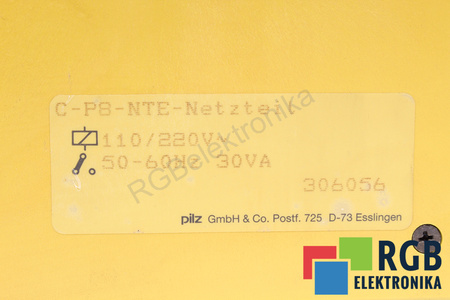 C-P8-NTE-Netzteil
110/220V~
50-60Hz 30VA
306056
pilz GmbH & Co. Postf. 725 D-73 Esslingen
RGBelektronika
RGB
ELEKTRONIKA